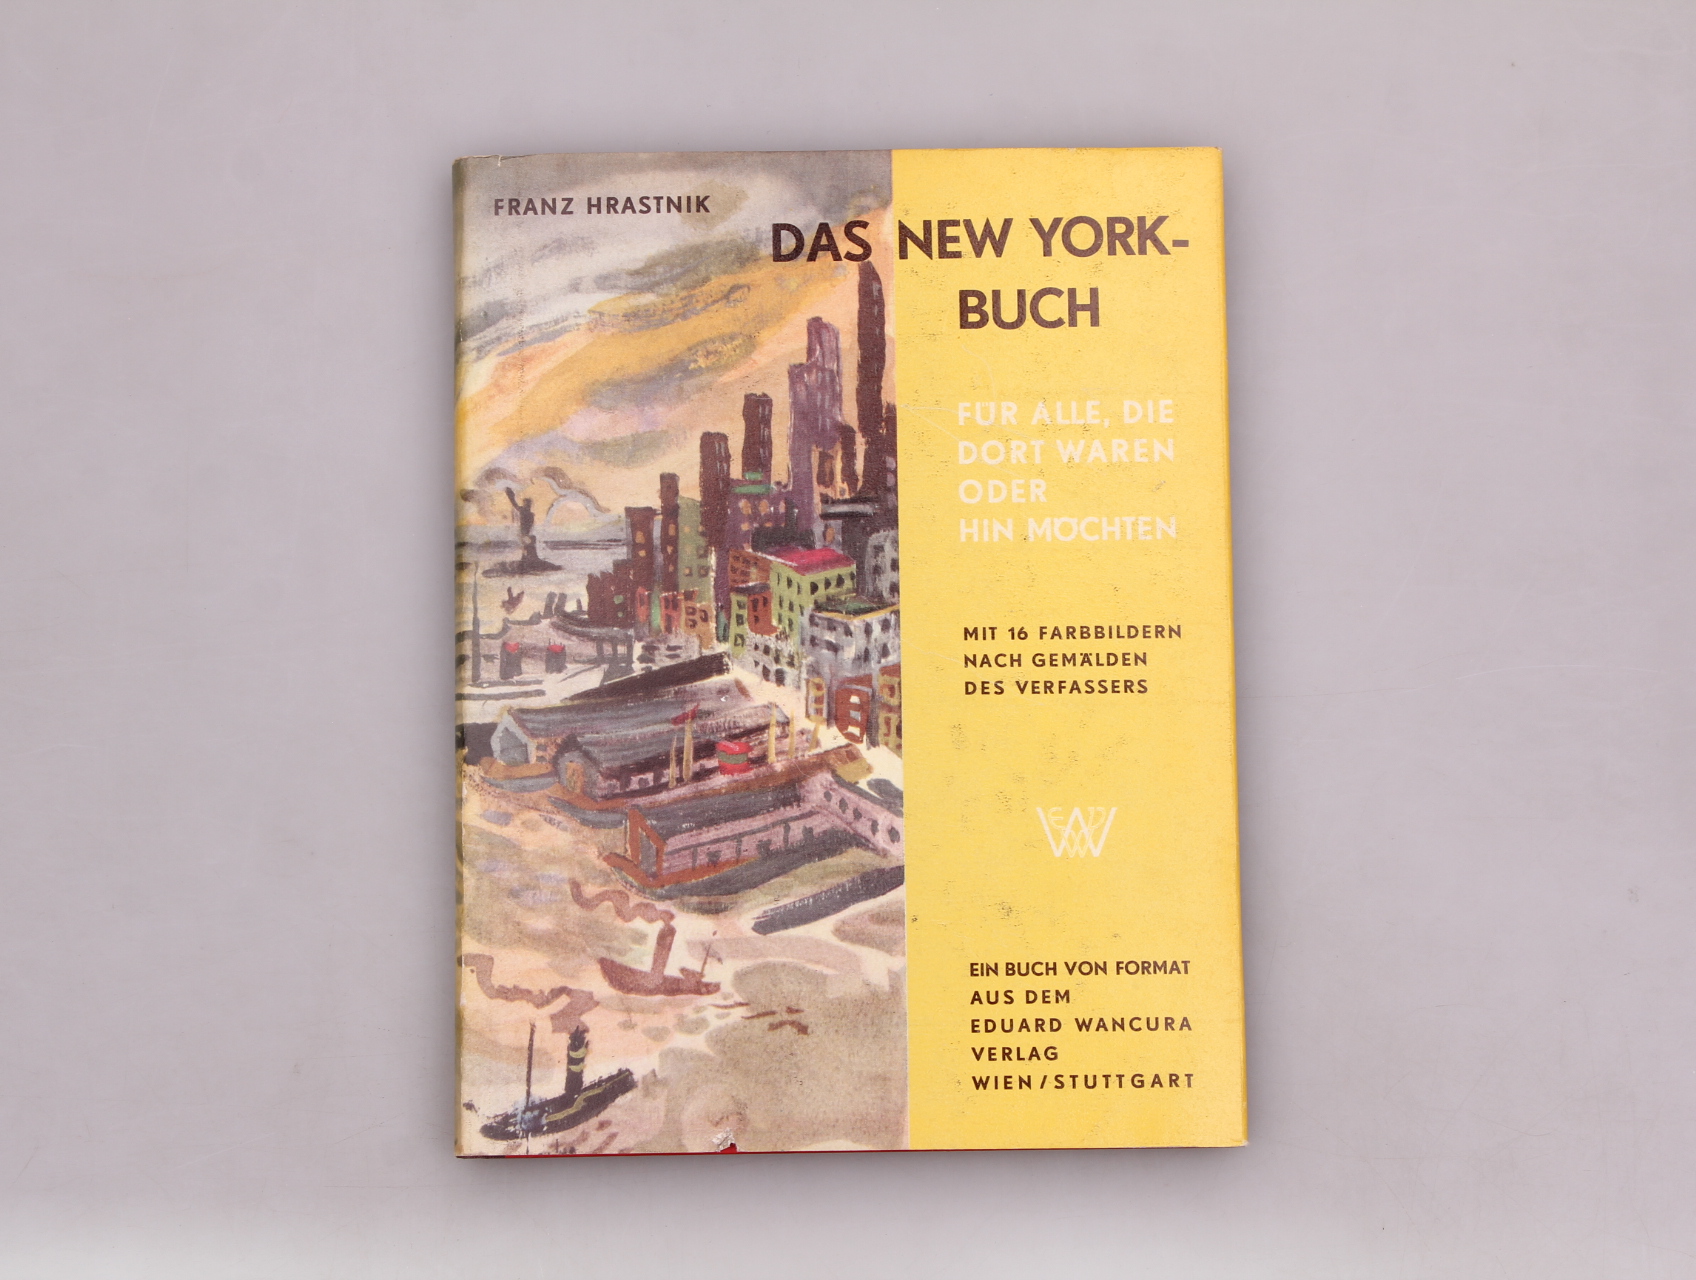 FRANZ HRASTNIK
DAS NEW YORK-
BUCH
FÜR ALLE, DIE
DORT WAREN
ODER
HIN MÖCHTEN
MIT 16 FARBBILDERN
NACH GEMÄLDEN
DES VERFASSERS
EIN BUCH VON FORMAT
AUS DEM
EDUARD WANCURA
VERLAG
WIEN/STUTTGART